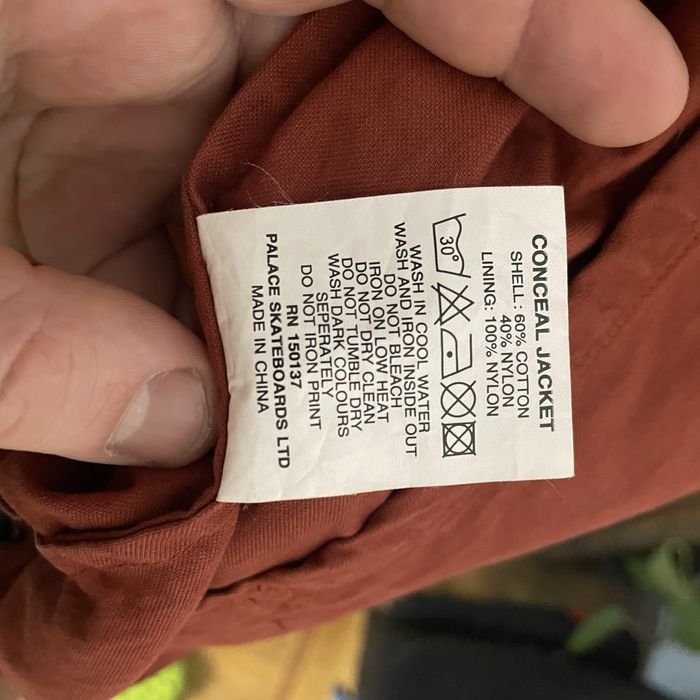 CONCEAL JACKET
SHELL: 60% COTTON
40% NYLON
LINING: 100% NYLON
30°
WASH IN COOL WATER
WASH AND IRON INSIDE OUT
DO NOT BLEACH
IRON ON LOW HEAT
DO NOT DRY CLEAN
DO NOT TUMBLE DRY
WASH DARK COLOURS
SEPERATELY
DO NOT IRON PRINT
RN 150137
PALACE SKATEBOARDS LTD
MADE IN CHINA